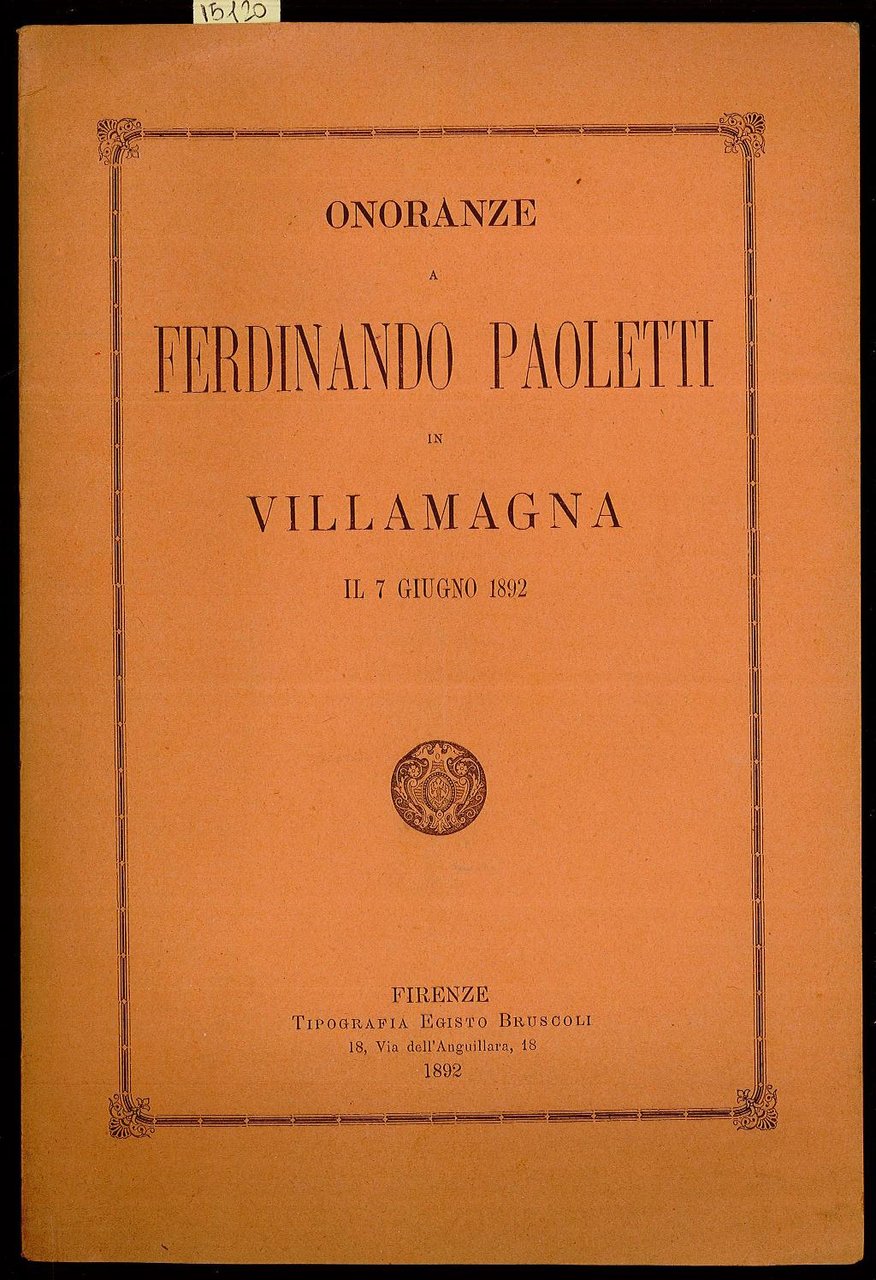 15120
ONORANZE
A
FERDINANDO PAOLETTI
IN
VILLAMAGNA
IL 7 GIUGNO 1892
FIRENZE
TIPOGRAFIA EGISTO BRUSCOLI
18, Via dell'Anguillara, 18
1892